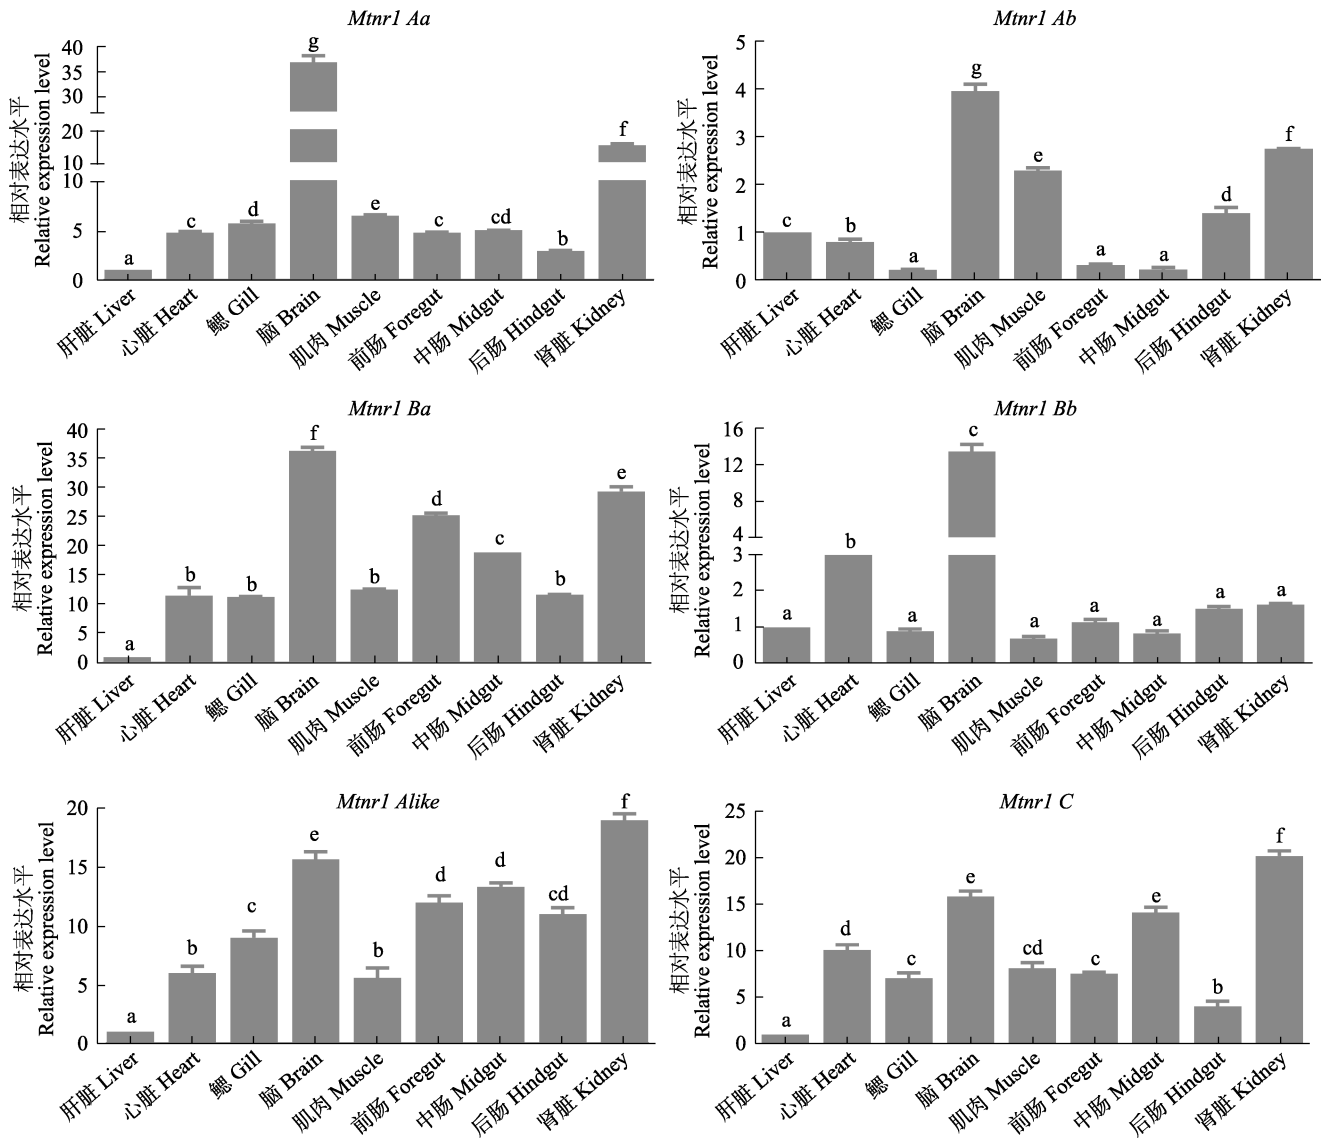 Mtnr1 Aa
相对表达水平
Relative expression level
40
35
30
20
10
10
5
0
a
c
d
g
e
c
cd
b
f
肝脏 Liver
心脏 Heart
鳃 Gill
脑 Brain
肌肉 Muscle
前肠 Foregut
中肠 Midgut
后肠 Hindgut
肾脏 Kidney
Mtnr1 Ab
相对表达水平
Relative expression level
5
4
3
2
1
0
c
b
a
g
e
a
a
d
f
肝脏 Liver
心脏 Heart
鳃 Gill
脑 Brain
肌肉 Muscle
前肠 Foregut
中肠 Midgut
后肠 Hindgut
肾脏 Kidney
Mtnr1 Ba
相对表达水平
Relative expression level
40
35
30
25
20
15
10
5
0
a
b
b
f
b
d
c
b
e
肝脏 Liver
心脏 Heart
鳃 Gill
脑 Brain
肌肉 Muscle
前肠 Foregut
中肠 Midgut
后肠 Hindgut
肾脏 Kidney
Mtnr1 Bb
相对表达水平
Relative expression level
16
12
8
4
3
2
1
0
a
b
a
c
a
a
a
a
a
肝脏 Liver
心脏 Heart
鳃 Gill
脑 Brain
肌肉 Muscle
前肠 Foregut
中肠 Midgut
后肠 Hindgut
肾脏 Kidney
Mtnr1 Alike
相对表达水平
Relative expression level
20
15
10
5
0
a
b
c
e
b
d
d
cd
f
肝脏 Liver
心脏 Heart
鳃 Gill
脑 Brain
肌肉 Muscle
前肠 Foregut
中肠 Midgut
后肠 Hindgut
肾脏 Kidney
Mtnr1 C
相对表达水平
Relative expression level
25
20
15
10
5
0
a
d
c
e
cd
c
e
b
f
肝脏 Liver
心脏 Heart
鳃 Gill
脑 Brain
肌肉 Muscle
前肠 Foregut
中肠 Midgut
后肠 Hindgut
肾脏 Kidney